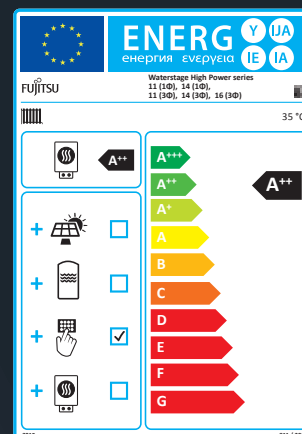 ENERG
енергия ενεργεια
Y IJA
IE IA
FUJITSU
Waterstage High Power series
11 (1Φ), 14 (1Φ),
11 (3Φ), 14 (3Φ), 16 (3Φ)
35 °C
A++
A+++
A++
A++
A+
A
B
C
D
E
F
G
+
+
+
+